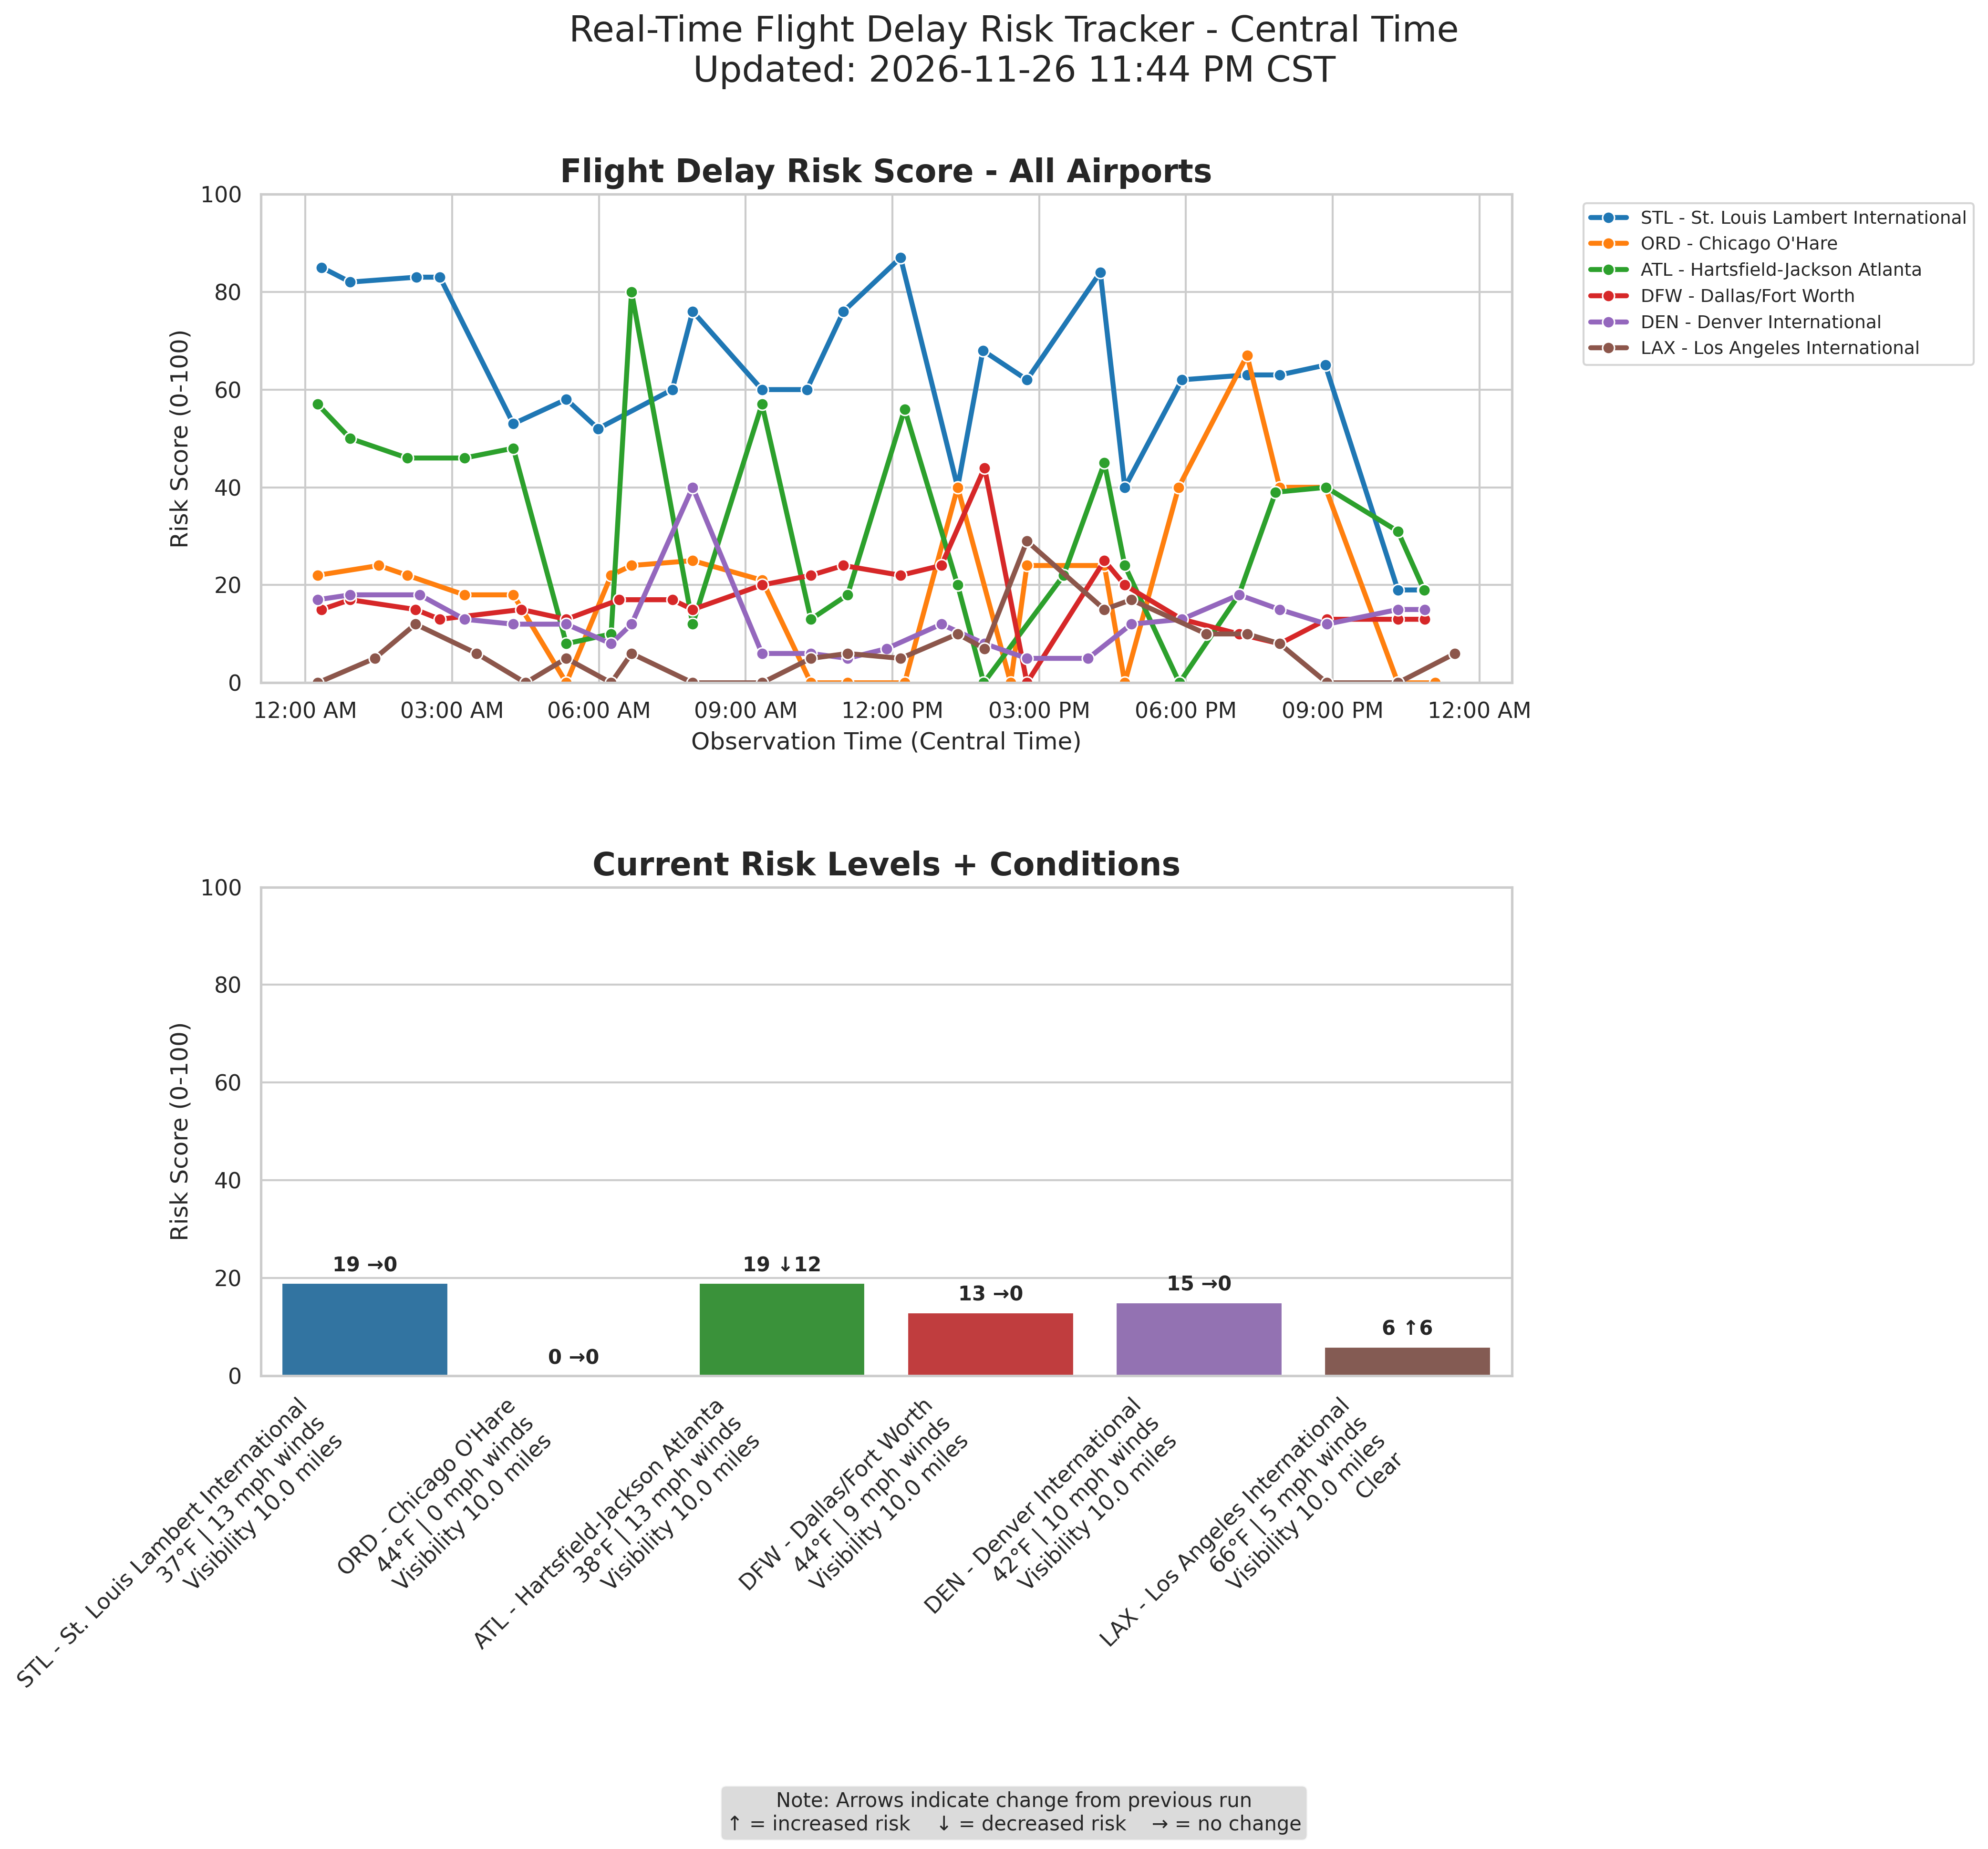 Real-Time Flight Delay Risk Tracker - Central Time
Updated: 2026-11-26 11:44 PM CST
Flight Delay Risk Score - All Airports
100
80
60
40
20
0
Risk Score (0-100)
12:00 AM
03:00 AM
06:00 AM
09:00 AM
12:00 PM
03:00 PM
06:00 PM
09:00 PM
12:00 AM
Observation Time (Central Time)
STL - St. Louis Lambert International
ORD - Chicago O'Hare
ATL - Hartsfield-Jackson Atlanta
DFW - Dallas/Fort Worth
DEN - Denver International
LAX - Los Angeles International
Current Risk Levels + Conditions
100
80
60
40
20
0
Risk Score (0-100)
19 →0
0 →0
19 ↓12
13 →0
15 →0
6 ↑6
STL - St. Louis Lambert International
37°F | 13 mph winds
Visibility 10.0 miles
ORD - Chicago O'Hare
44°F | 0 mph winds
Visibility 10.0 miles
ATL - Hartsfield-Jackson Atlanta
38°F | 13 mph winds
Visibility 10.0 miles
DFW - Dallas/Fort Worth
44°F | 9 mph winds
Visibility 10.0 miles
DEN - Denver International
42°F | 10 mph winds
Visibility 10.0 miles
LAX - Los Angeles International
66°F | 5 mph winds
Visibility 10.0 miles
Clear
Note: Arrows indicate change from previous run
↑ = increased risk ↓ = decreased risk → = no change